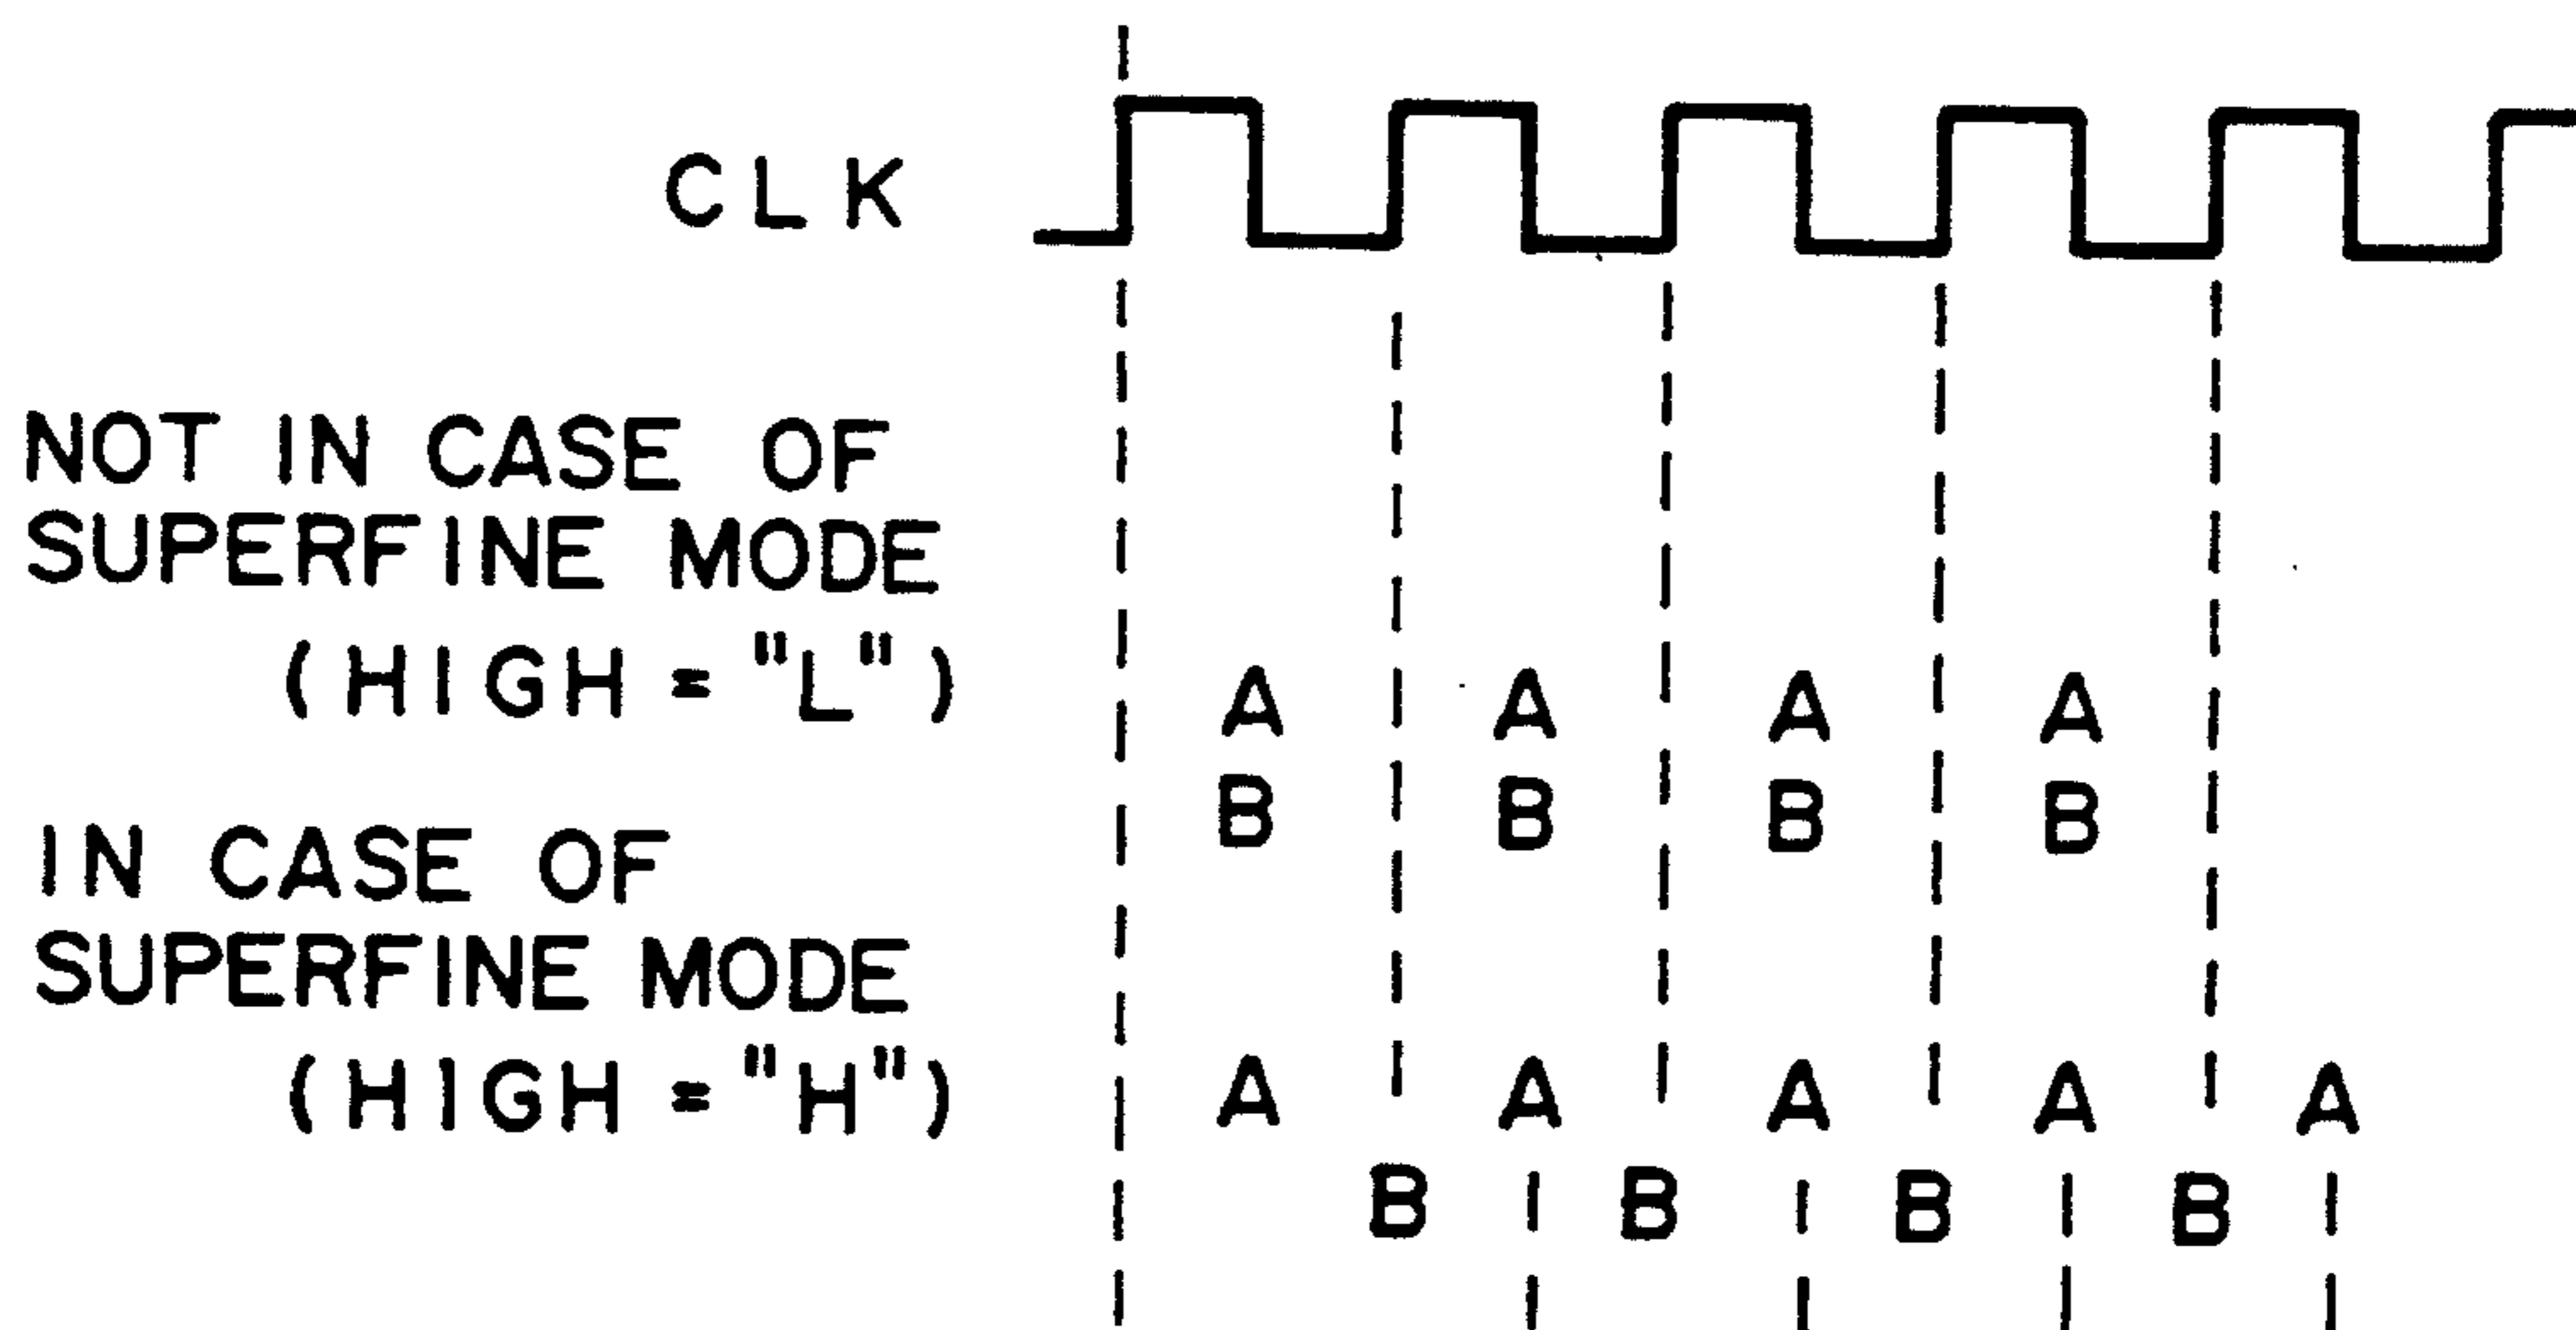 CLK
NOT IN CASE OF
SUPERFINE MODE
(HIGH = "L")
A A A A
B B B B
IN CASE OF
SUPERFINE MODE
(HIGH = "H")
A A A A A
B B B B